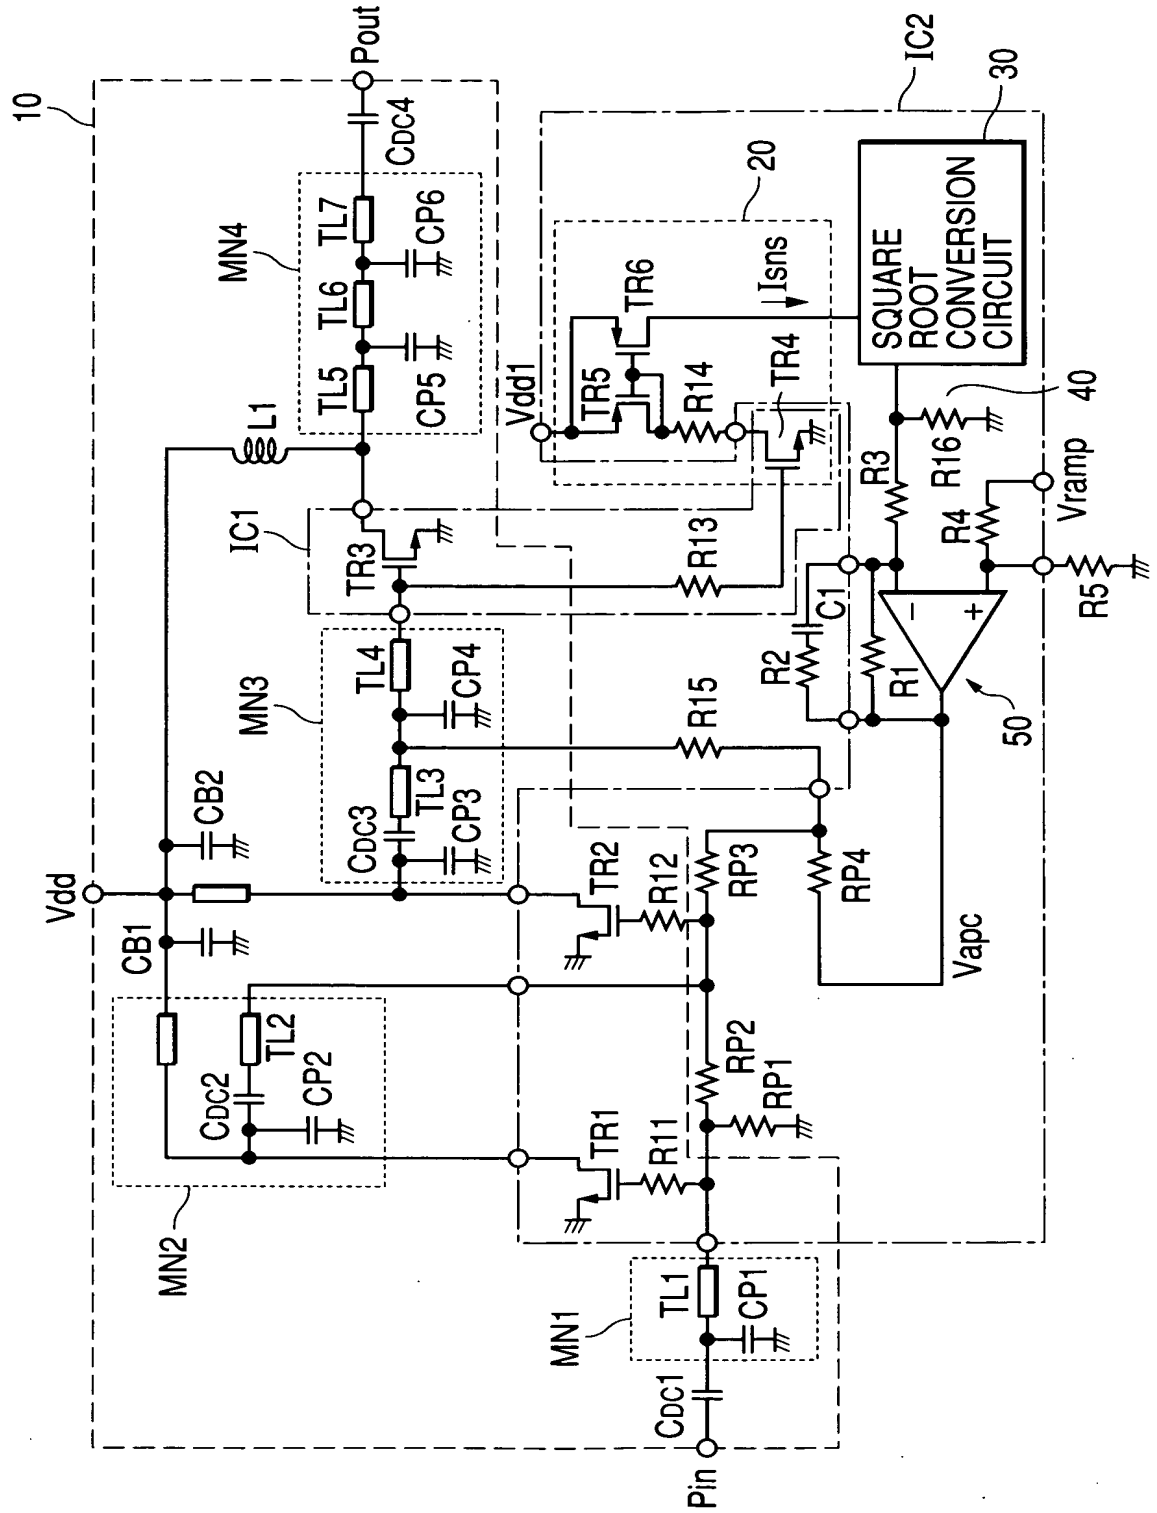 10
Pout
CDC4
MN4
TL7
CP6
TL6
TL5
CP5
L1
Vdd
CB2
CB1
IC1
TR3
R13
MN3
TL4
CP4
TL3
CDC3
CP3
R15
MN2
TL2
CDC2
CP2
TR2
R12
TR1
R11
RP3
RP4
RP2
RP1
Vapc
MN1
TL1
CP1
CDC1
Pin
IC2
30
20
Vdd1
TR6
TR5
Isns
R14
TR4
SQUARE
ROOT
CONVERSION
CIRCUIT
40
R16
R3
R4
Vramp
R5
C1
R2
R1
−
+
50